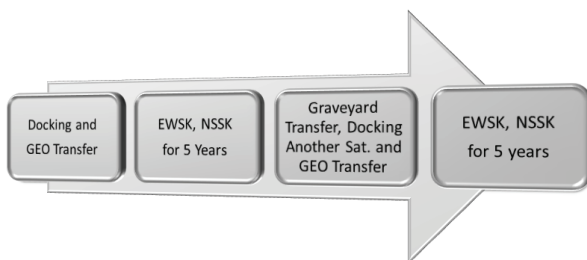 Docking and
GEO Transfer
EWSK, NSSK
for 5 Years
Graveyard
Transfer, Docking
Another Sat. and
GEO Transfer
EWSK, NSSK
for 5 years